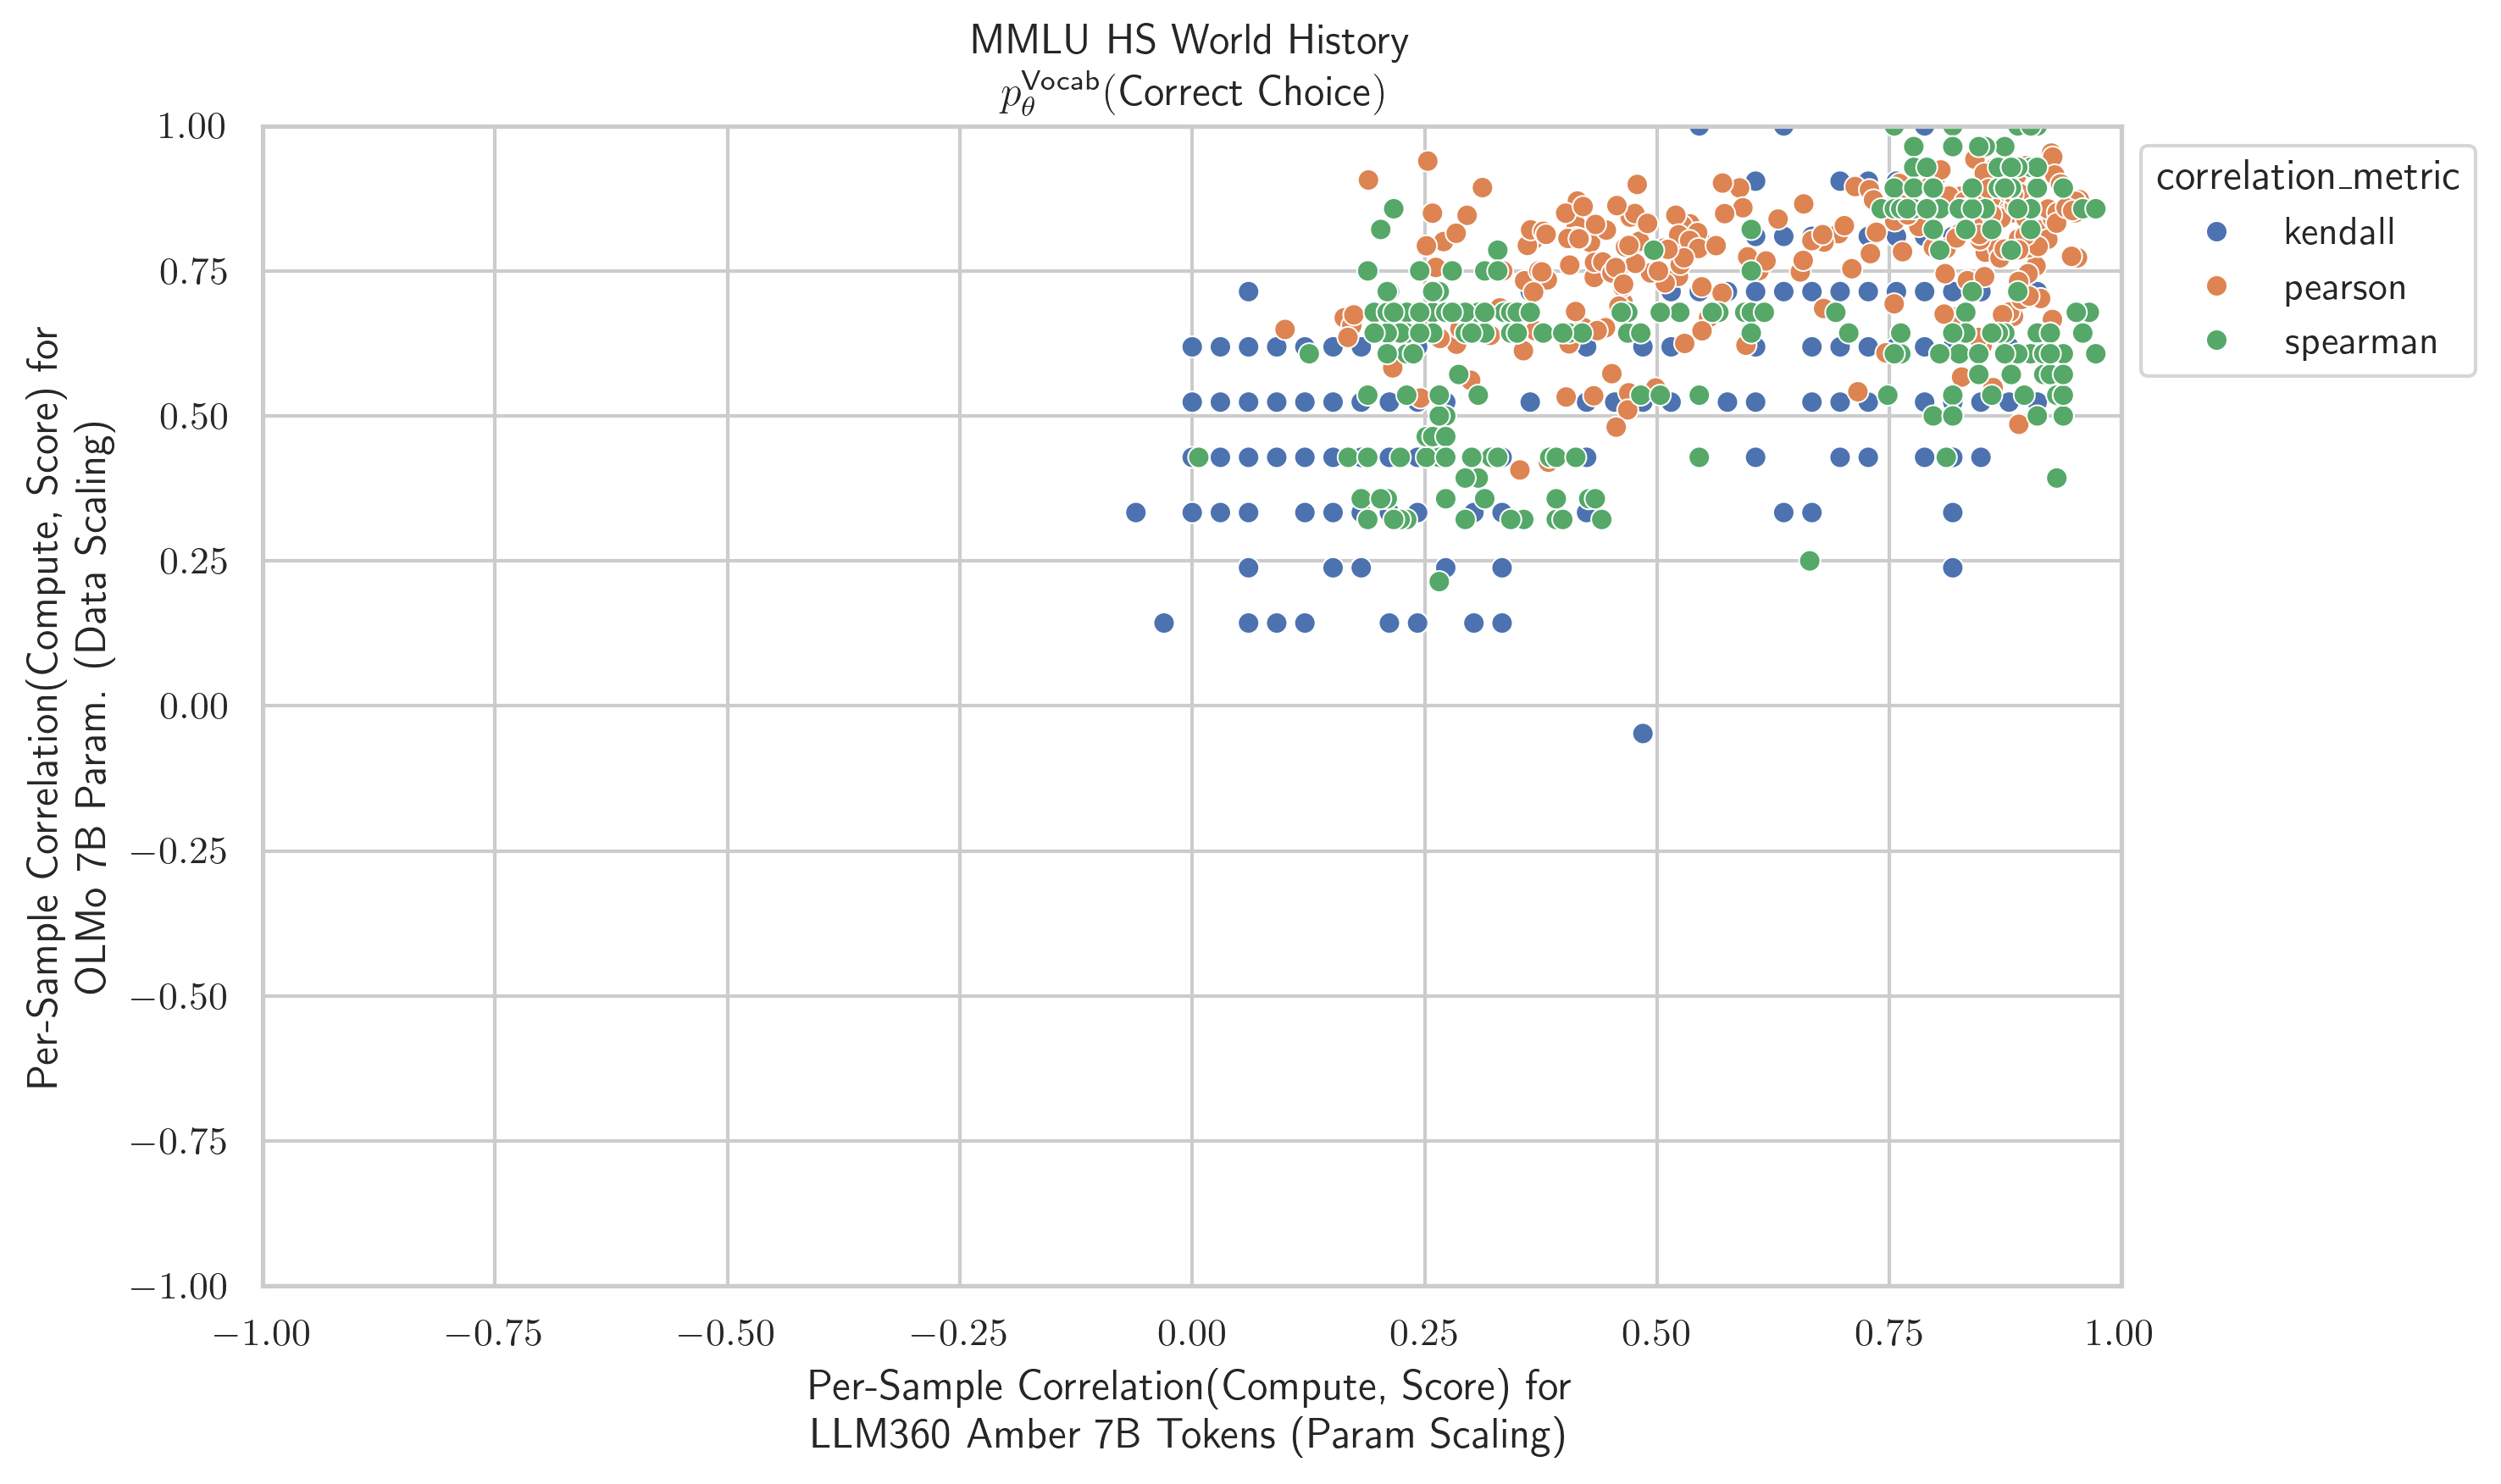 MMLU HS World History
p_θ^Vocab(Correct Choice)
1.00
0.75
0.50
0.25
0.00
−0.25
−0.50
−0.75
−1.00
Per-Sample Correlation(Compute, Score) for
OLMo 7B Param. (Data Scaling)
correlation_metric
kendall
pearson
spearman
−1.00
−0.75
−0.50
−0.25
0.00
0.25
0.50
0.75
1.00
Per-Sample Correlation(Compute, Score) for
LLM360 Amber 7B Tokens (Param Scaling)